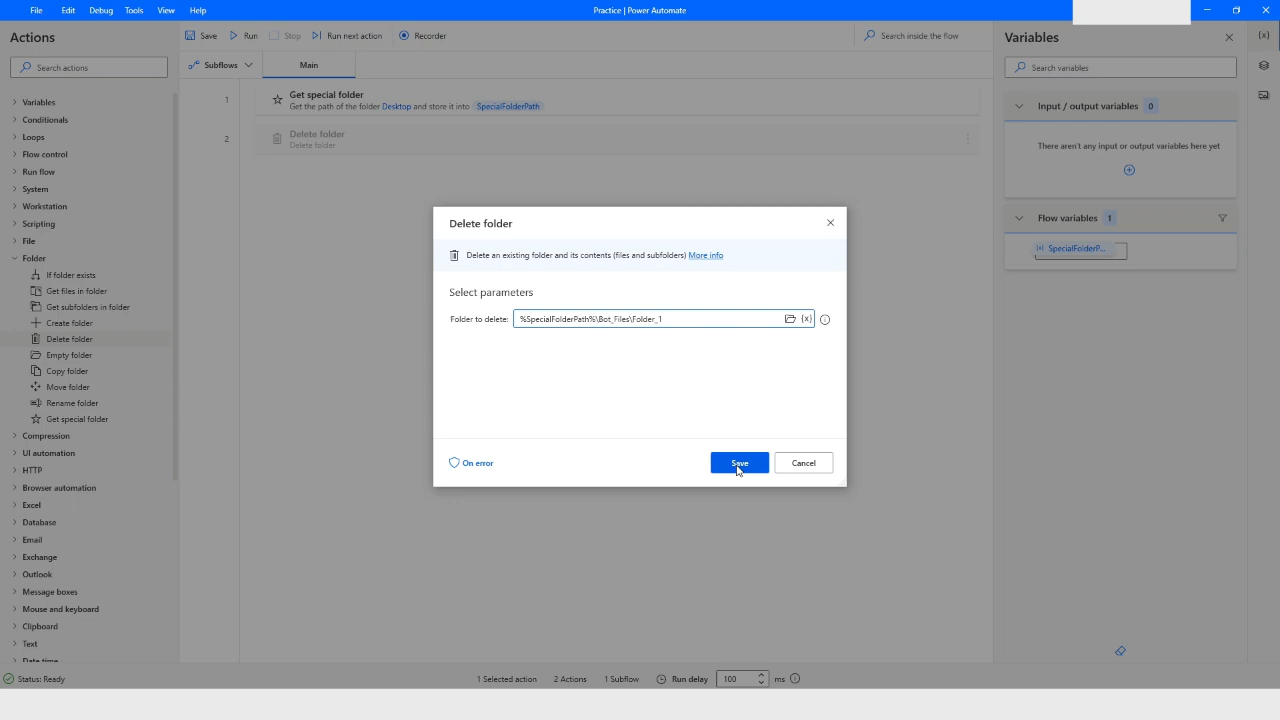 File Edit Debug Tools View Help
Practice | Power Automate
Actions
Search actions
Variables
Conditionals
Loops
Flow control
Run flow
System
Workstation
Scripting
File
Folder
If folder exists
Get files in folder
Get subfolders in folder
Create folder
Delete folder
Empty folder
Copy folder
Move folder
Rename folder
Get special folder
Compression
UI automation
HTTP
Browser automation
Excel
Database
Email
Exchange
Outlook
Message boxes
Mouse and keyboard
Clipboard
Text
Date time
Save Run Stop Run next action Recorder
Search inside the flow
Subflows Main
1
Get special folder
Get the path of the folder Desktop and store it into SpecialFolderPath
2
Delete folder
Delete folder
Delete folder
Delete an existing folder and its contents (files and subfolders) More info
Select parameters
Folder to delete: %SpecialFolderPath%\Bot_Files\Folder_1 {x}
On error
Save Cancel
Variables
Search variables
Input / output variables 0
There aren't any input or output variables here yet
Flow variables 1
(x) SpecialFolderP...
{x}
Status: Ready
1 Selected action 2 Actions 1 Subflow Run delay 100 ms